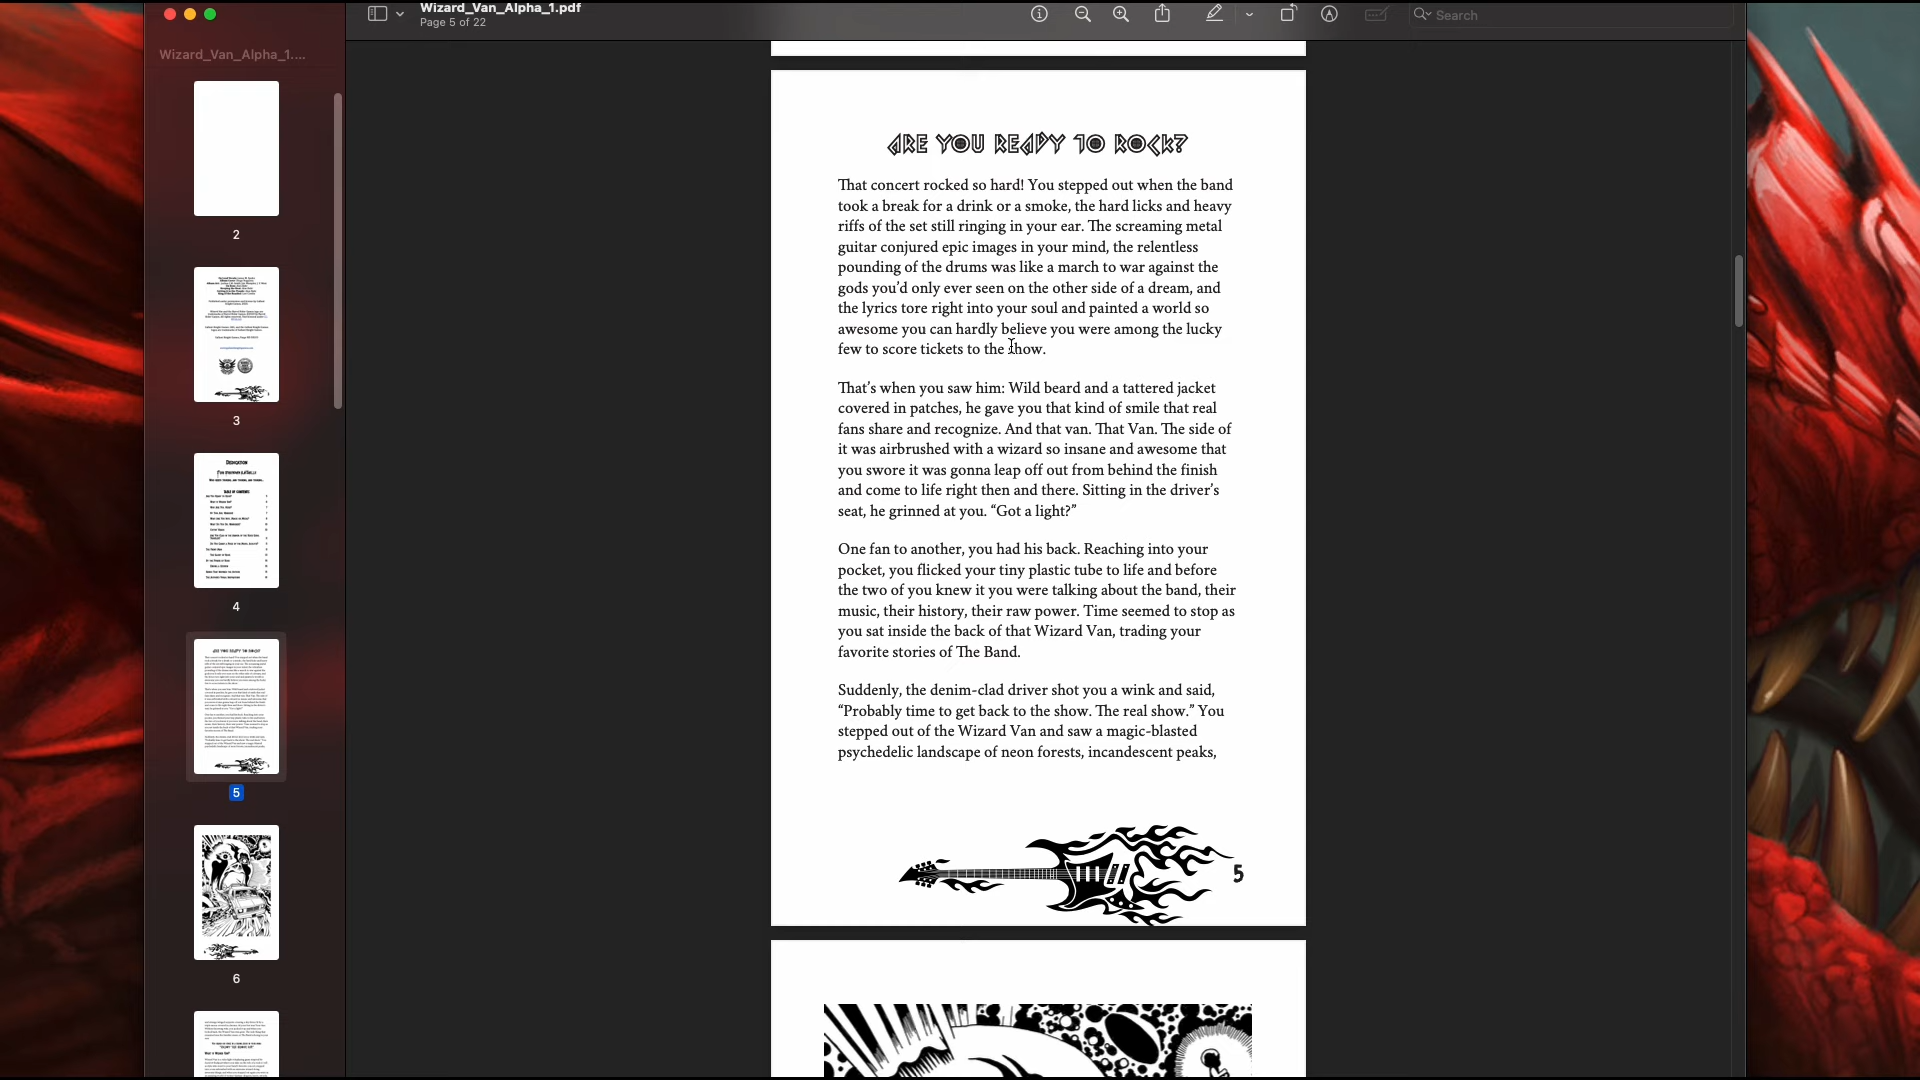 Wizard_Van_Alpha_1.pdf
Page 5 of 22
Search
Wizard_Van_Alpha_1....
2
3
DEDICATION
TABLE OF CONTENTS
4
ARE YOU READY TO ROCK?
5
6
ARE YOU READY TO ROCK?
That concert rocked so hard! You stepped out when the band
took a break for a drink or a smoke, the hard licks and heavy
riffs of the set still ringing in your ear. The screaming metal
guitar conjured epic images in your mind, the relentless
pounding of the drums was like a march to war against the
gods you’d only ever seen on the other side of a dream, and
the lyrics tore right into your soul and painted a world so
awesome you can hardly believe you were among the lucky
few to score tickets to the show.
That’s when you saw him: Wild beard and a tattered jacket
covered in patches, he gave you that kind of smile that real
fans share and recognize. And that van. That Van. The side of
it was airbrushed with a wizard so insane and awesome that
you swore it was gonna leap off out from behind the finish
and come to life right then and there. Sitting in the driver’s
seat, he grinned at you. “Got a light?”
One fan to another, you had his back. Reaching into your
pocket, you flicked your tiny plastic tube to life and before
the two of you knew it you were talking about the band, their
music, their history, their raw power. Time seemed to stop as
you sat inside the back of that Wizard Van, trading your
favorite stories of The Band.
Suddenly, the denim-clad driver shot you a wink and said,
“Probably time to get back to the show. The real show.” You
stepped out of the Wizard Van and saw a magic-blasted
psychedelic landscape of neon forests, incandescent peaks,
5